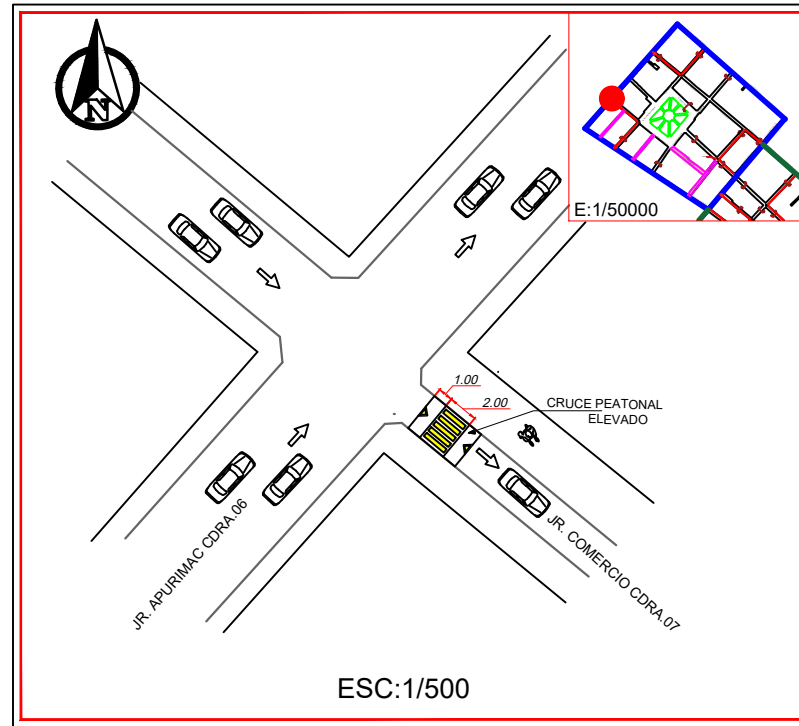 N
E:1/50000
1.00
2.00
CRUCE PEATONAL
ELEVADO
JR. APURIMAC CDRA.06
JR. COMERCIO CDRA.07
ESC:1/500